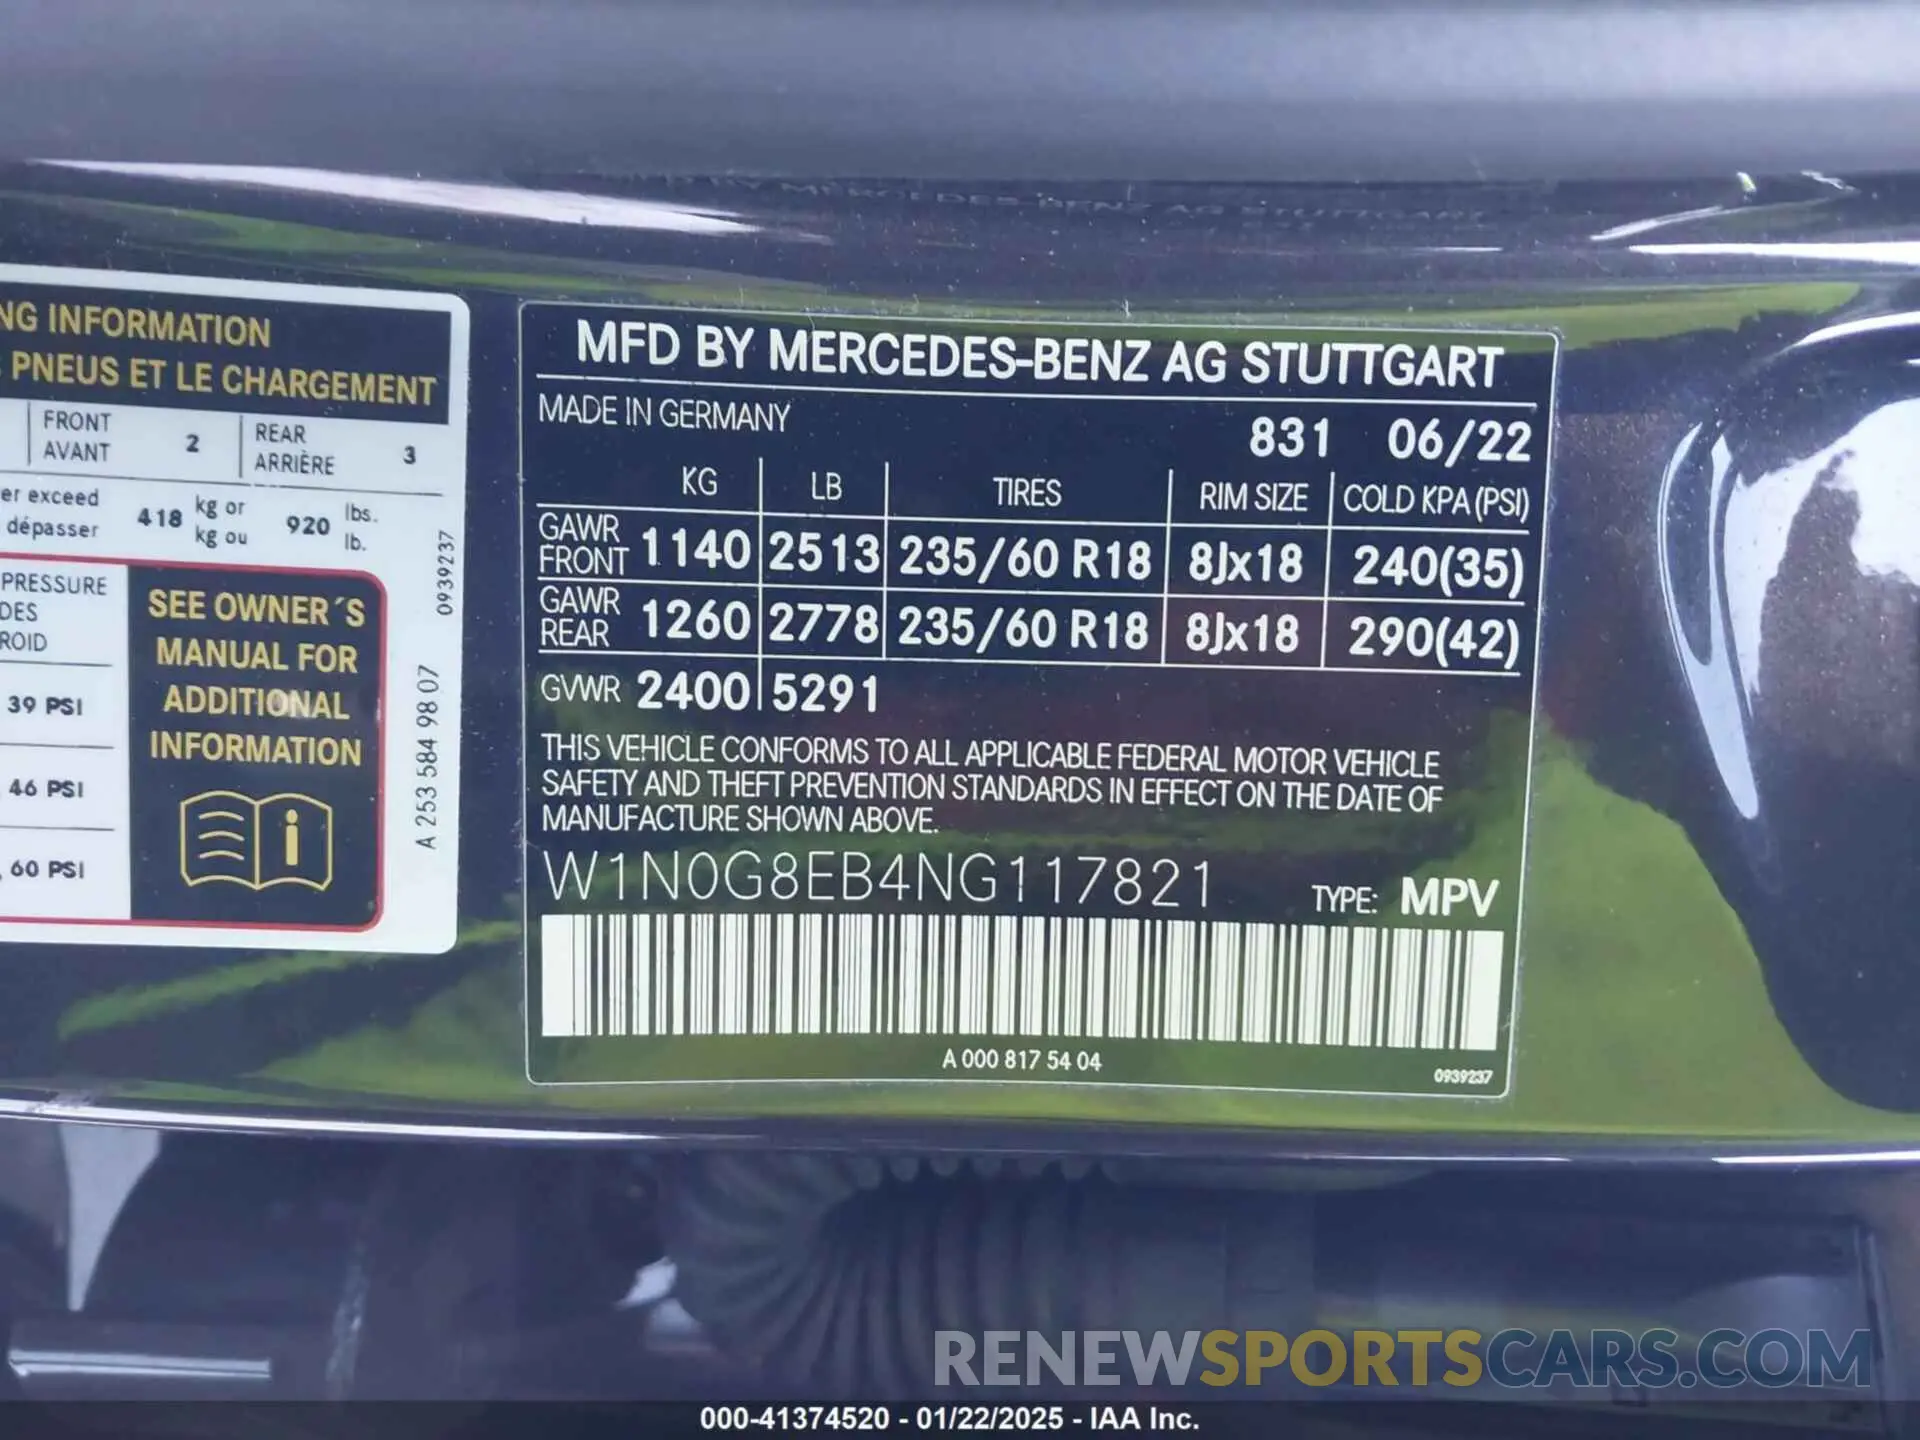 NG INFORMATION
PNEUS ET LE CHARGEMENT
FRONT
AVANT
2
REAR
ARRIÈRE
3
er exceed
dépasser
418
kg or
kg ou
920
lbs.
lb.
PRESSURE
DES
ROID
39 PSI
46 PSI
60 PSI
SEE OWNER´S
MANUAL FOR
ADDITIONAL
INFORMATION
0939237
A 253 584 98 07
MFD BY MERCEDES-BENZ AG STUTTGART
MADE IN GERMANY
831 06/22
KG LB TIRES RIM SIZE COLD KPA (PSI)
GAWR FRONT 1140 2513 235/60 R18 8Jx18 240(35)
GAWR REAR 1260 2778 235/60 R18 8Jx18 290(42)
GVWR 2400 5291
THIS VEHICLE CONFORMS TO ALL APPLICABLE FEDERAL MOTOR VEHICLE
SAFETY AND THEFT PREVENTION STANDARDS IN EFFECT ON THE DATE OF
MANUFACTURE SHOWN ABOVE.
W1N0G8EB4NG117821 TYPE: MPV
A 000 817 54 04
0939237
RENEWSPORTSCARS.COM
000-41374520 - 01/22/2025 - IAA Inc.